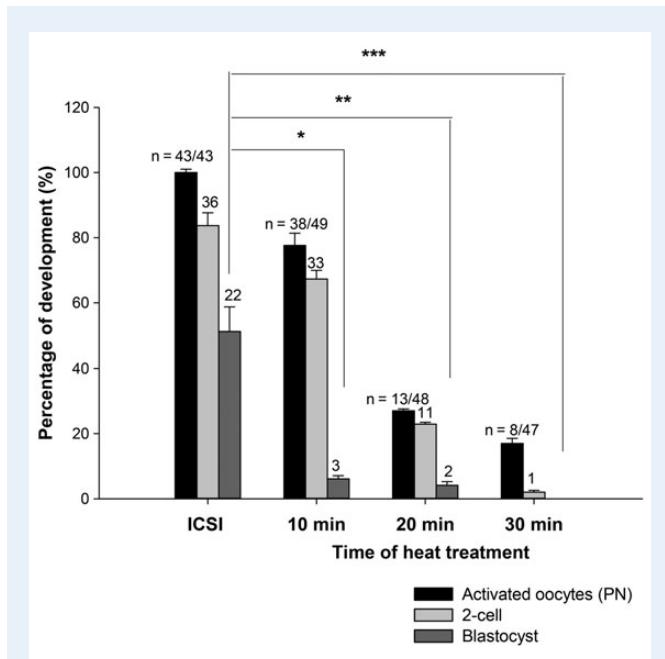 ***
**
*
120
100
80
60
40
20
0
Percentage of development (%)
n = 43/43
36
22
n = 38/49
33
3
n = 13/48
11
2
n = 8/47
1
ICSI 10 min 20 min 30 min
Time of heat treatment
Activated oocytes (PN)
2-cell
Blastocyst